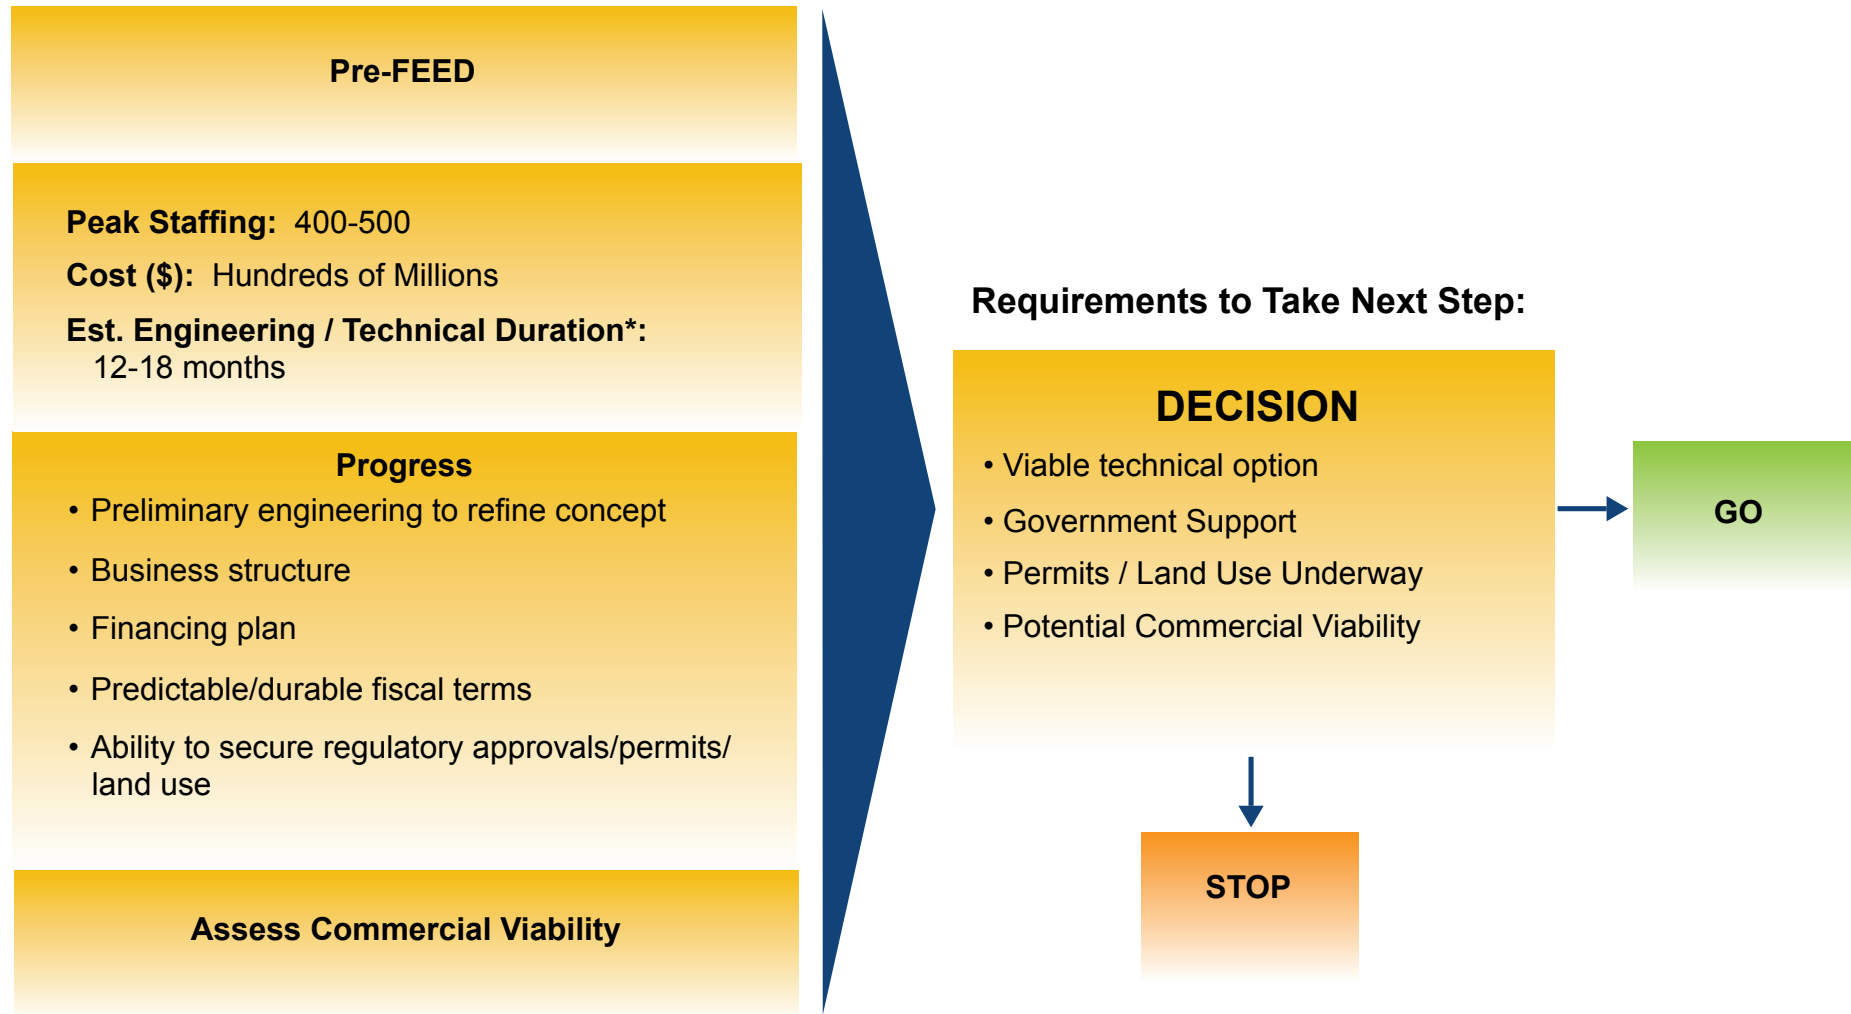 Pre-FEED
Peak Staffing: 400-500
Cost ($): Hundreds of Millions
Est. Engineering / Technical Duration*:
12-18 months
Progress
• Preliminary engineering to refine concept
• Business structure
• Financing plan
• Predictable/durable fiscal terms
• Ability to secure regulatory approvals/permits/
land use
Assess Commercial Viability
Requirements to Take Next Step:
DECISION
• Viable technical option
• Government Support
• Permits / Land Use Underway
• Potential Commercial Viability
GO
STOP